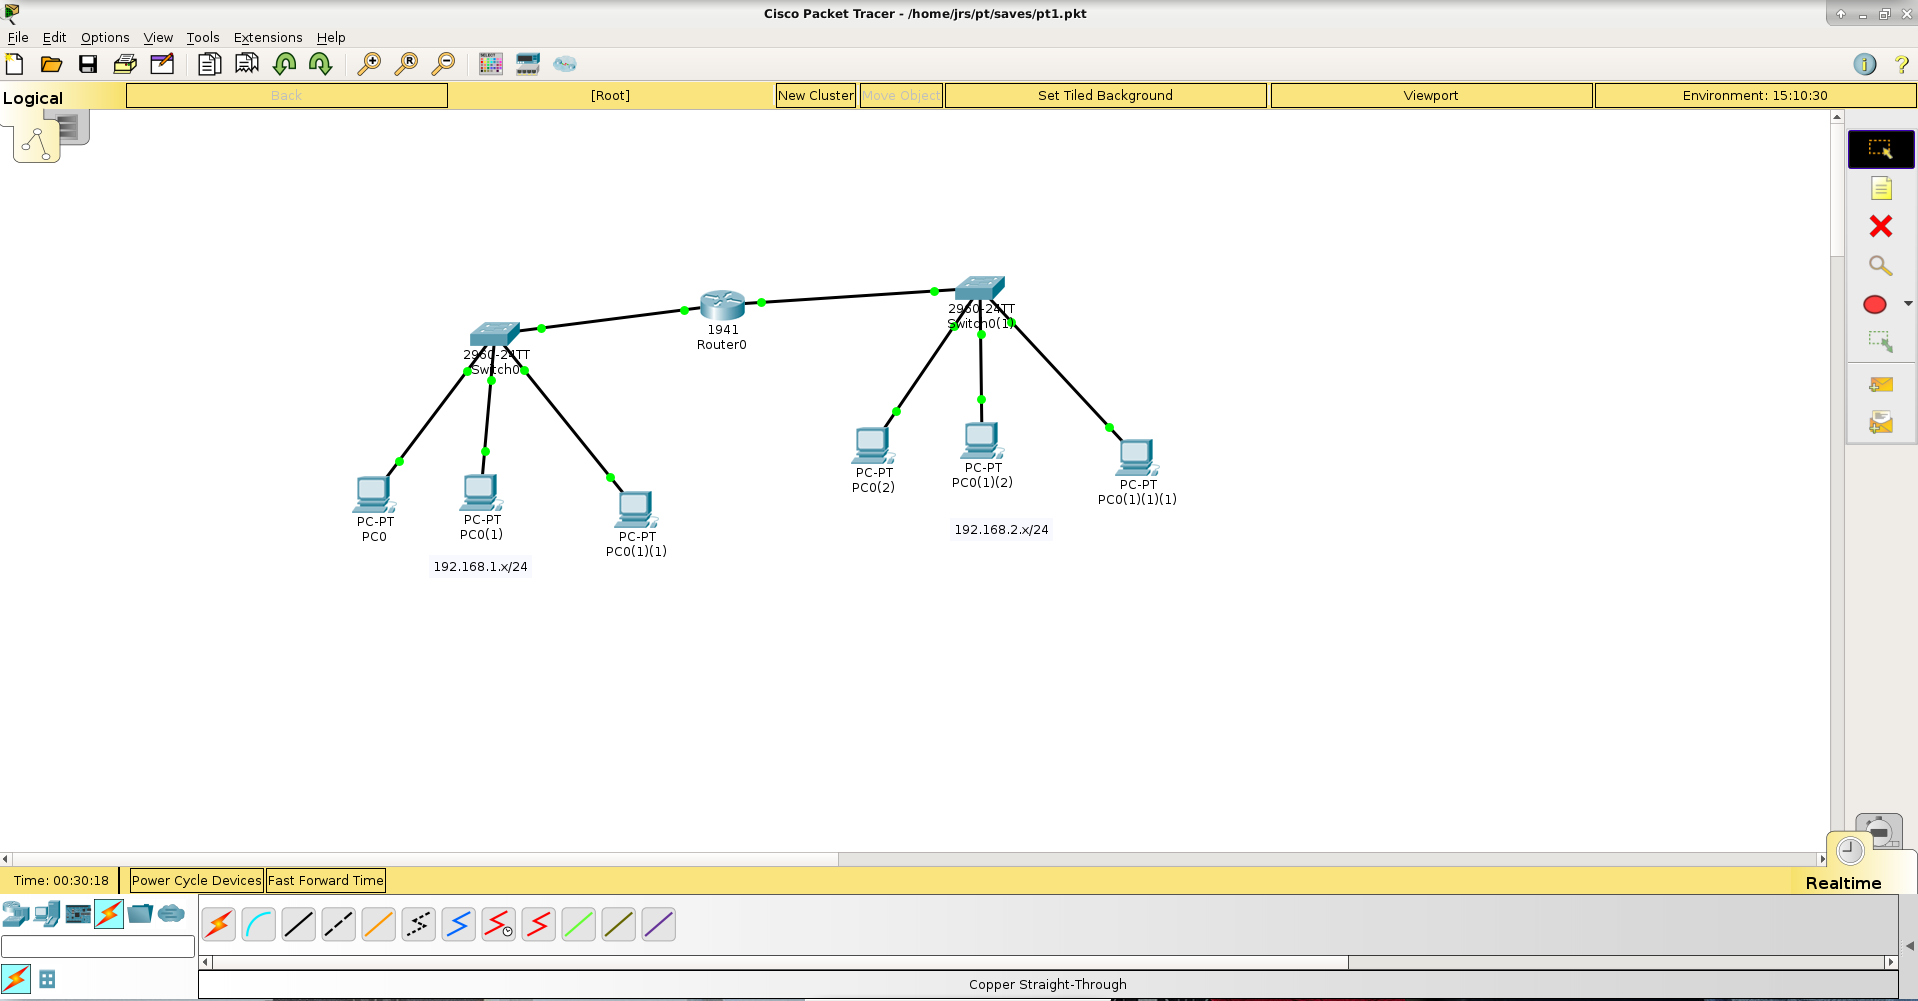 Cisco Packet Tracer - /home/jrs/pt/saves/pt1.pkt
File Edit Options View Tools Extensions Help
Logical Back [Root] New Cluster Move Object Set Tiled Background Viewport Environment: 15:10:30
2960-24TT
Switch0(1)
1941
Router0
2960-24TT
Switch0
PC-PT
PC0(2)
PC-PT
PC0(1)(2)
PC-PT
PC0(1)(1)(1)
PC-PT
PC0
PC-PT
PC0(1)
PC-PT
PC0(1)(1)
192.168.2.x/24
192.168.1.x/24
Time: 00:30:18 Power Cycle Devices Fast Forward Time
Realtime
Copper Straight-Through